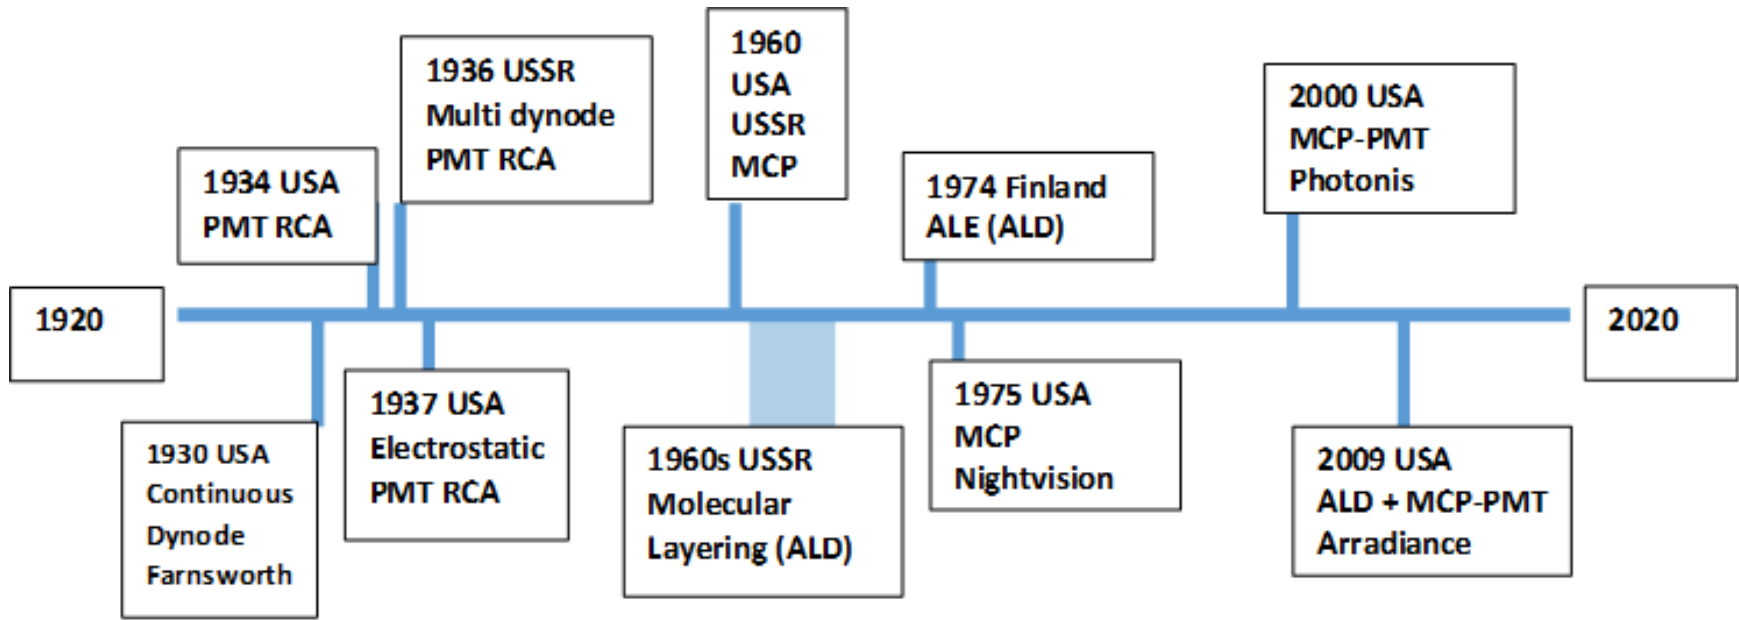 1920
1930 USA
Continuous
Dynode
Farnsworth
1934 USA
PMT RCA
1936 USSR
Multi dynode
PMT RCA
1937 USA
Electrostatic
PMT RCA
1960
USA
USSR
MCP
1960s USSR
Molecular
Layering (ALD)
1974 Finland
ALE (ALD)
1975 USA
MCP
Nightvision
2000 USA
MCP-PMT
Photonis
2009 USA
ALD + MCP-PMT
Arradiance
2020